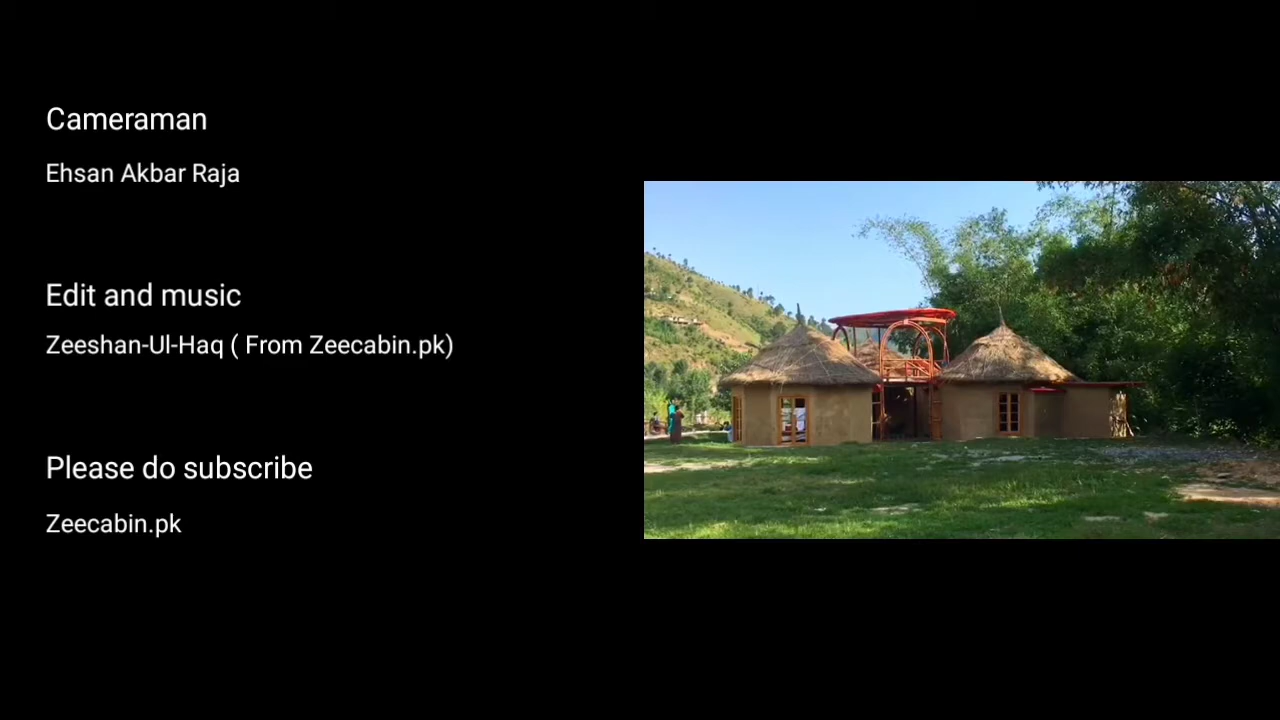 Cameraman
Ehsan Akbar Raja
Edit and music
Zeeshan-Ul-Haq ( From Zeecabin.pk)
Please do subscribe
Zeecabin.pk